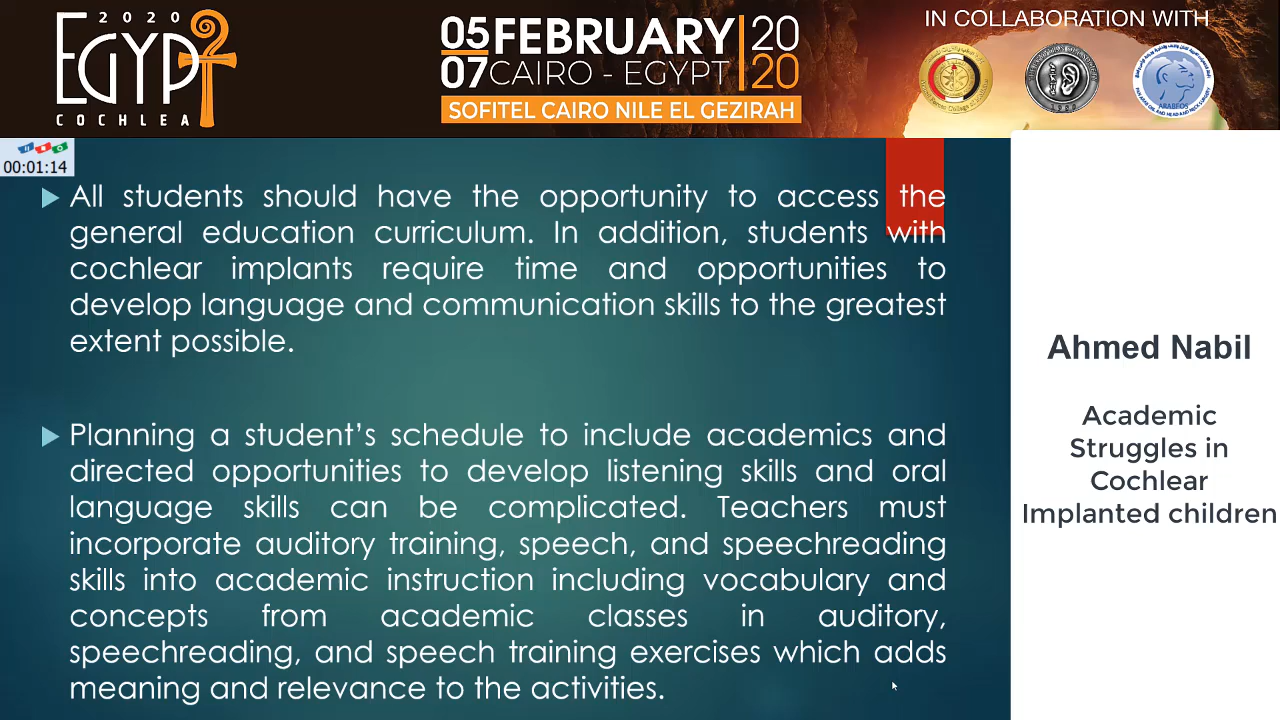 2020
EGYPT
COCHLEA
05 FEBRUARY 20
07 CAIRO - EGYPT 20
SOFITEL CAIRO NILE EL GEZIRAH
IN COLLABORATION WITH
ARABFOS
00:01:14
All students should have the opportunity to access the
general education curriculum. In addition, students with
cochlear implants require time and opportunities to
develop language and communication skills to the greatest
extent possible.
Planning a student’s schedule to include academics and
directed opportunities to develop listening skills and oral
language skills can be complicated. Teachers must
incorporate auditory training, speech, and speechreading
skills into academic instruction including vocabulary and
concepts from academic classes in auditory,
speechreading, and speech training exercises which adds
meaning and relevance to the activities.
Ahmed Nabil
Academic
Struggles in
Cochlear
Implanted children